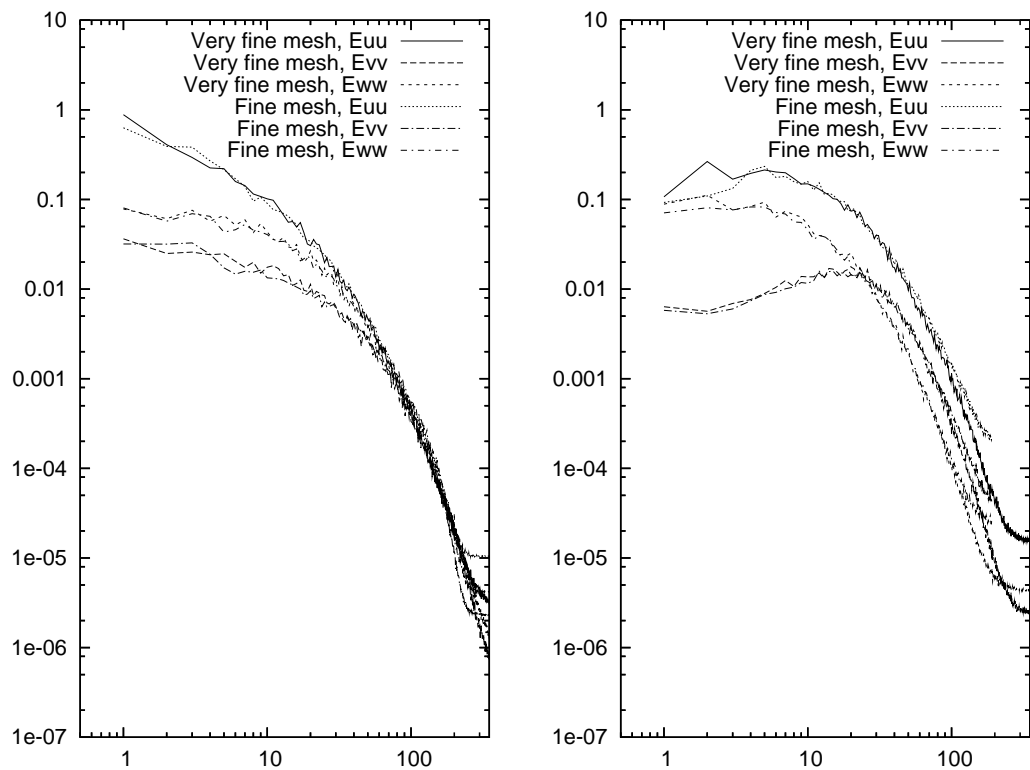 10
1
0.1
0.01
0.001
1e-04
1e-05
1e-06
1e-07
1 10 100
Very fine mesh, Euu
Very fine mesh, Evv
Very fine mesh, Eww
Fine mesh, Euu
Fine mesh, Evv
Fine mesh, Eww
10
1
0.1
0.01
0.001
1e-04
1e-05
1e-06
1e-07
1 10 100
Very fine mesh, Euu
Very fine mesh, Evv
Very fine mesh, Eww
Fine mesh, Euu
Fine mesh, Evv
Fine mesh, Eww